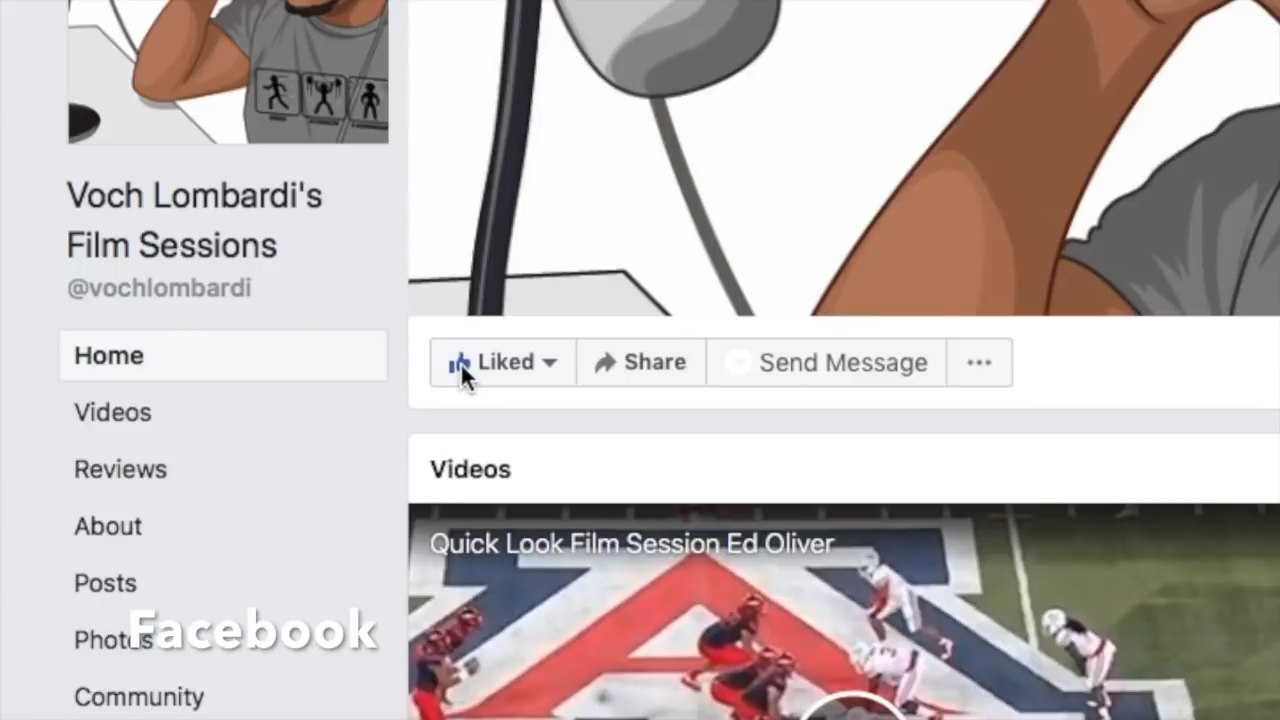 Voch Lombardi's
Film Sessions
@vochlombardi
Home
Videos
Reviews
About
Posts
Photos
Community
Liked
Share
Send Message
Videos
Quick Look Film Session Ed Oliver
Facebook